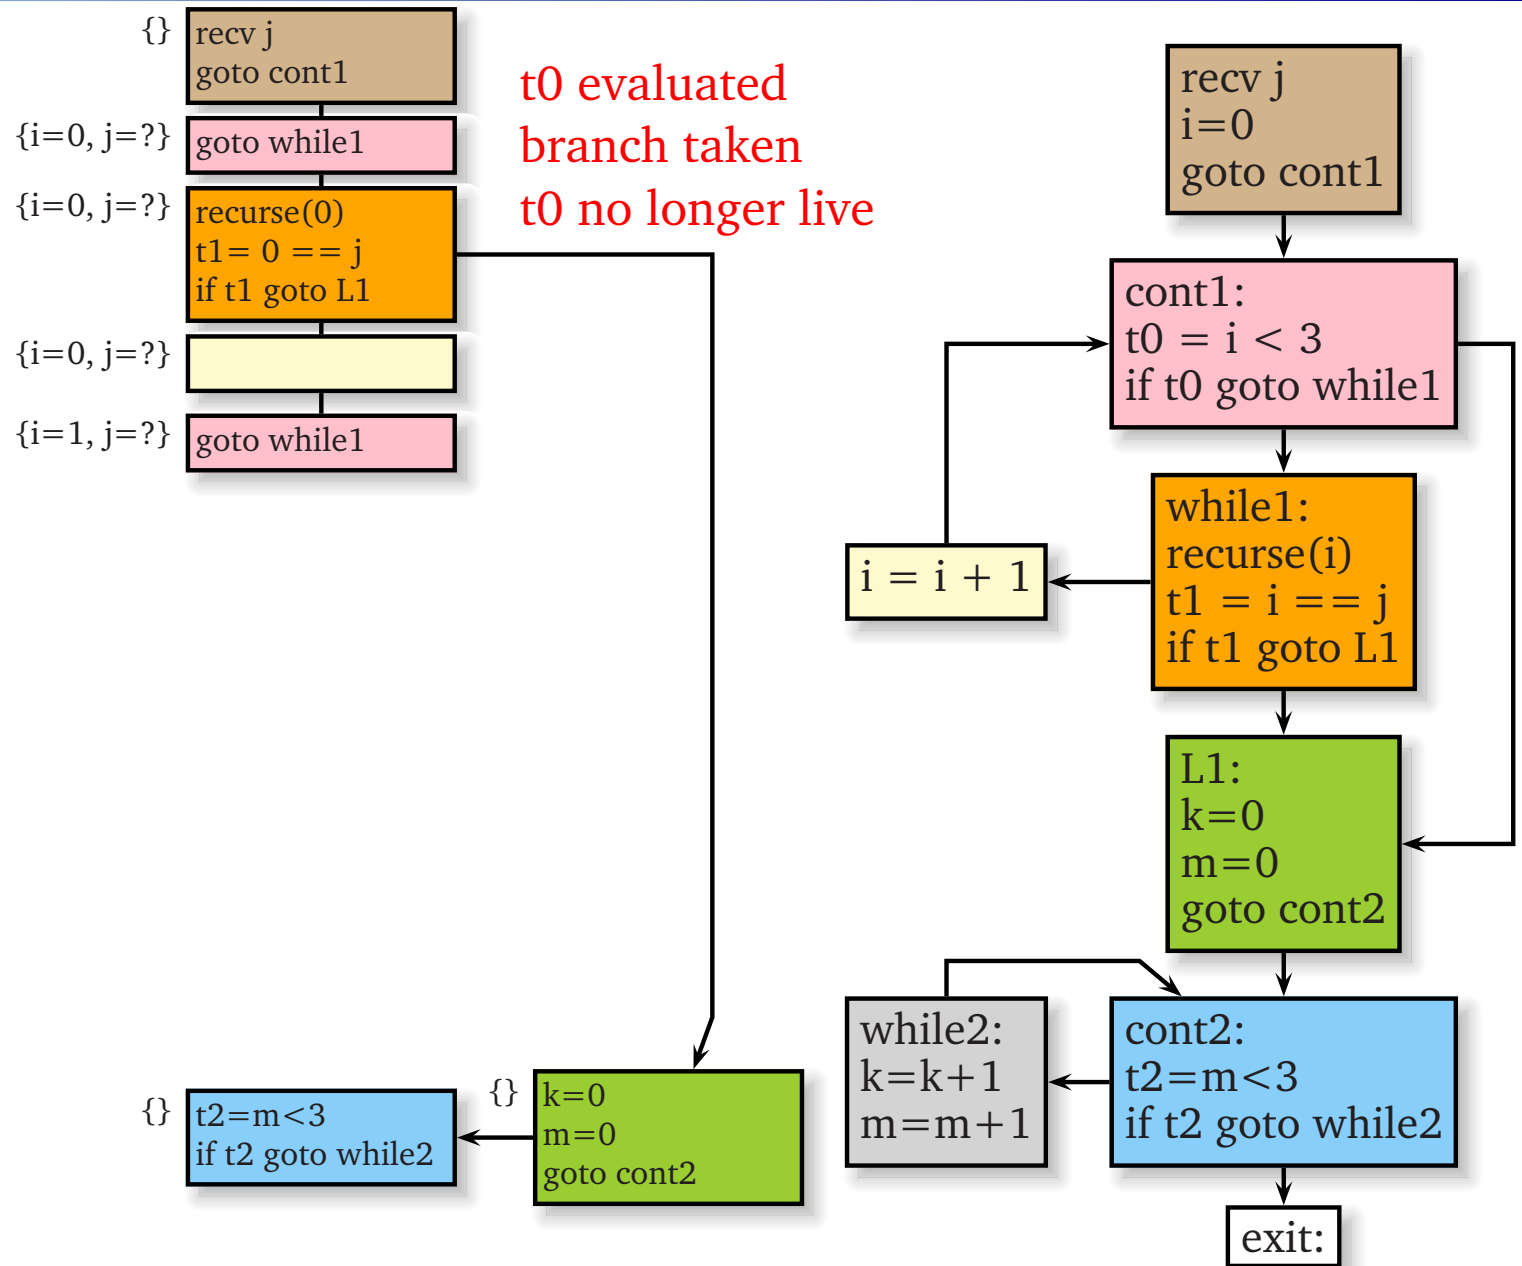 {}
recv j
goto cont1
{i=0, j=?}
goto while1
{i=0, j=?}
recurse(0)
t1= 0 == j
if t1 goto L1
{i=0, j=?}
{i=1, j=?}
goto while1
t0 evaluated
branch taken
t0 no longer live
{}
t2=m<3
if t2 goto while2
{}
k=0
m=0
goto cont2
recv j
i=0
goto cont1
cont1:
t0 = i < 3
if t0 goto while1
while1:
recurse(i)
t1 = i == j
if t1 goto L1
i = i + 1
L1:
k=0
m=0
goto cont2
while2:
k=k+1
m=m+1
cont2:
t2=m<3
if t2 goto while2
exit: